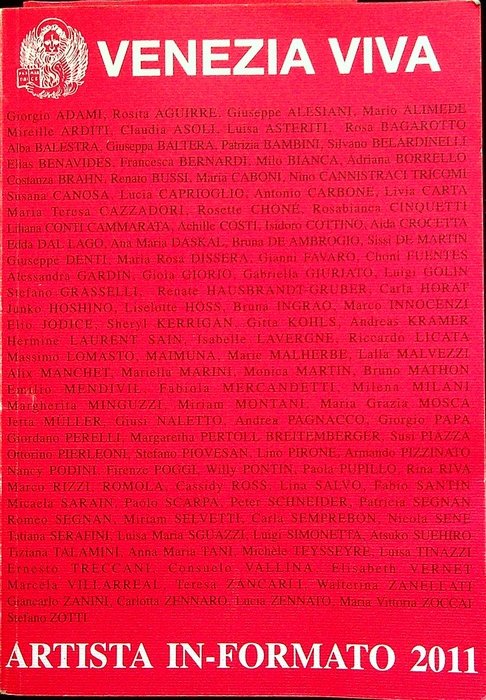 VENEZIA VIVA
Giorgio ADAMI, Rosita AGUIRRE, Giuseppe ALESIANI, Mario ALIMEDE
Mireille ARDITI, Claudia ASOLI, Luisa ASTERITI, Rosa BAGAROTTO
Alba BALESTRA, Giuseppa BALTERA, Patrizia BAMBINI, Silvano BELARDINELLI
Elias BENAVIDES, Francesca BERNARDI, Milo BIANCA, Adriana BORRELLO
Costanza BRAHN, Renato BUSSI, Maria CABONI, Nino CANNISTRACI TRICOMI
Susana CANOSA, Lucia CAPRIOGLIO, Antonio CARBONE, Livia CARTA
Maria Teresa CAZZADORI, Rosette CHONÉ, Rosabianca CINQUETTI
Liliana CONTI CAMMARATA, Achille COSTI, Isidoro COTTINO, Aida CROCETTA
Edda DAL LAGO, Ana Maria DASKAL, Bruna DE AMBROGIO, Sissi DE MARTIN
Giuseppe DENTI, Maria Rosa DISSERA, Gianni FAVARO, Choni FUENTES
Alessandra GARDIN, Gioia GIORIO, Gabriella GIURIATO, Luigi GOLIN
Stefano GRASSELLI, Renate HAUSBRANDT-GRUBER, Carla HORAT
Junko HOSHINO, Liselotte HÖSS, Bruna INGRAO, Marco INNOCENZI
Elio JODICE, Sheryl KERRIGAN, Gitta KOHLS, Andreas KRÄMER
Hermine LAURENT SAIN, Isabelle LAVERGNE, Riccardo LICATA
Massimo LOMASTO, MAIMUNA, Marie MALHERBE, Lalla MALVEZZI
Alix MANCHET, Mariella MARINI, Monica MARTIN, Bruno MATHON
Emilio MENDIVIL, Fabiola MERCANDETTI, Milena MILANI
Margherita MINGUZZI, Miriam MONTANI, Maria Grazia MOSCA
Jetta MÜLLER, Giusi NALETTO, Andrea PAGNACCO, Giorgio PAPA
Giordano PERELLI, Margaretha PERTOLL BREITEMBERGER, Susi PIAZZA
Ottorino PIERLEONI, Stefano PIOVESAN, Lino PIRONE, Armando PIZZINATO
Nancy PODINI, Firenze POGGI, Willy PONTIN, Paola PUPILLO, Rina RIVA
Marco RIZZI, ROMOLA, Cassidy ROSS, Lina SALVO, Fabio SANTIN
Micaela SARAIN, Paolo SCARPA, Peter SCHNEIDER, Patricia SEGNAN
Romeo SEGNAN, Miriam SELVETTI, Carla SEMPREBON, Nicola SENE
Tatiana SERAFINI, Luisa Maria SGUAZZI, Luigi SIMONETTA, Atsuko SUEHIRO
Tiziana TALAMINI, Anna Maria TANI, Michèle TEYSSEYRE, Luisa TINAZZI
Ernesto TRECCANI, Consuelo VALLINA, Elisabeth VERNET
Marcela VILLARREAL, Teresa ZANCARLI, Walterina ZANELLATI
Giancarlo ZANINI, Carlotta ZENNARO, Lucia ZENNATO, Maria Vittoria ZOCCAI
Stefano ZOTTI
ARTISTA IN-FORMATO 2011